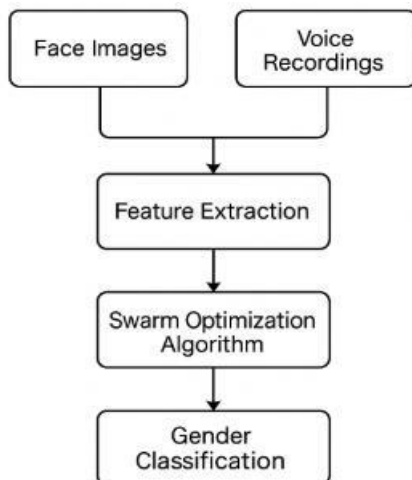 Face Images
Voice
Recordings
Feature Extraction
Swarm Optimization
Algorithm
Gender
Classification